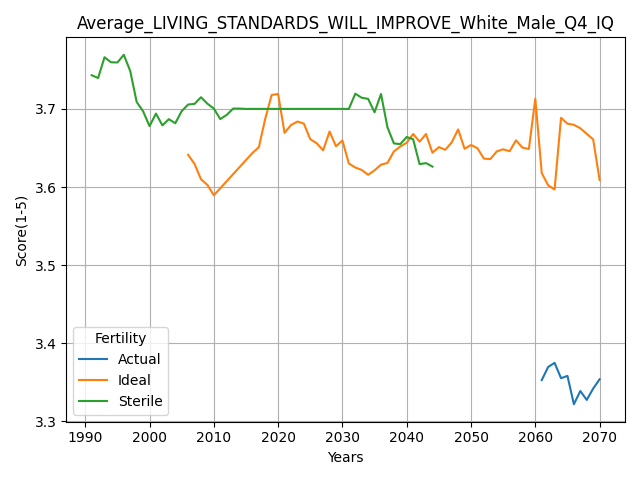 Average_LIVING_STANDARDS_WILL_IMPROVE_White_Male_Q4_IQ
3.7
3.6
3.5
3.4
3.3
Score(1-5)
Fertility
Actual
Ideal
Sterile
1990 2000 2010 2020 2030 2040 2050 2060 2070
Years